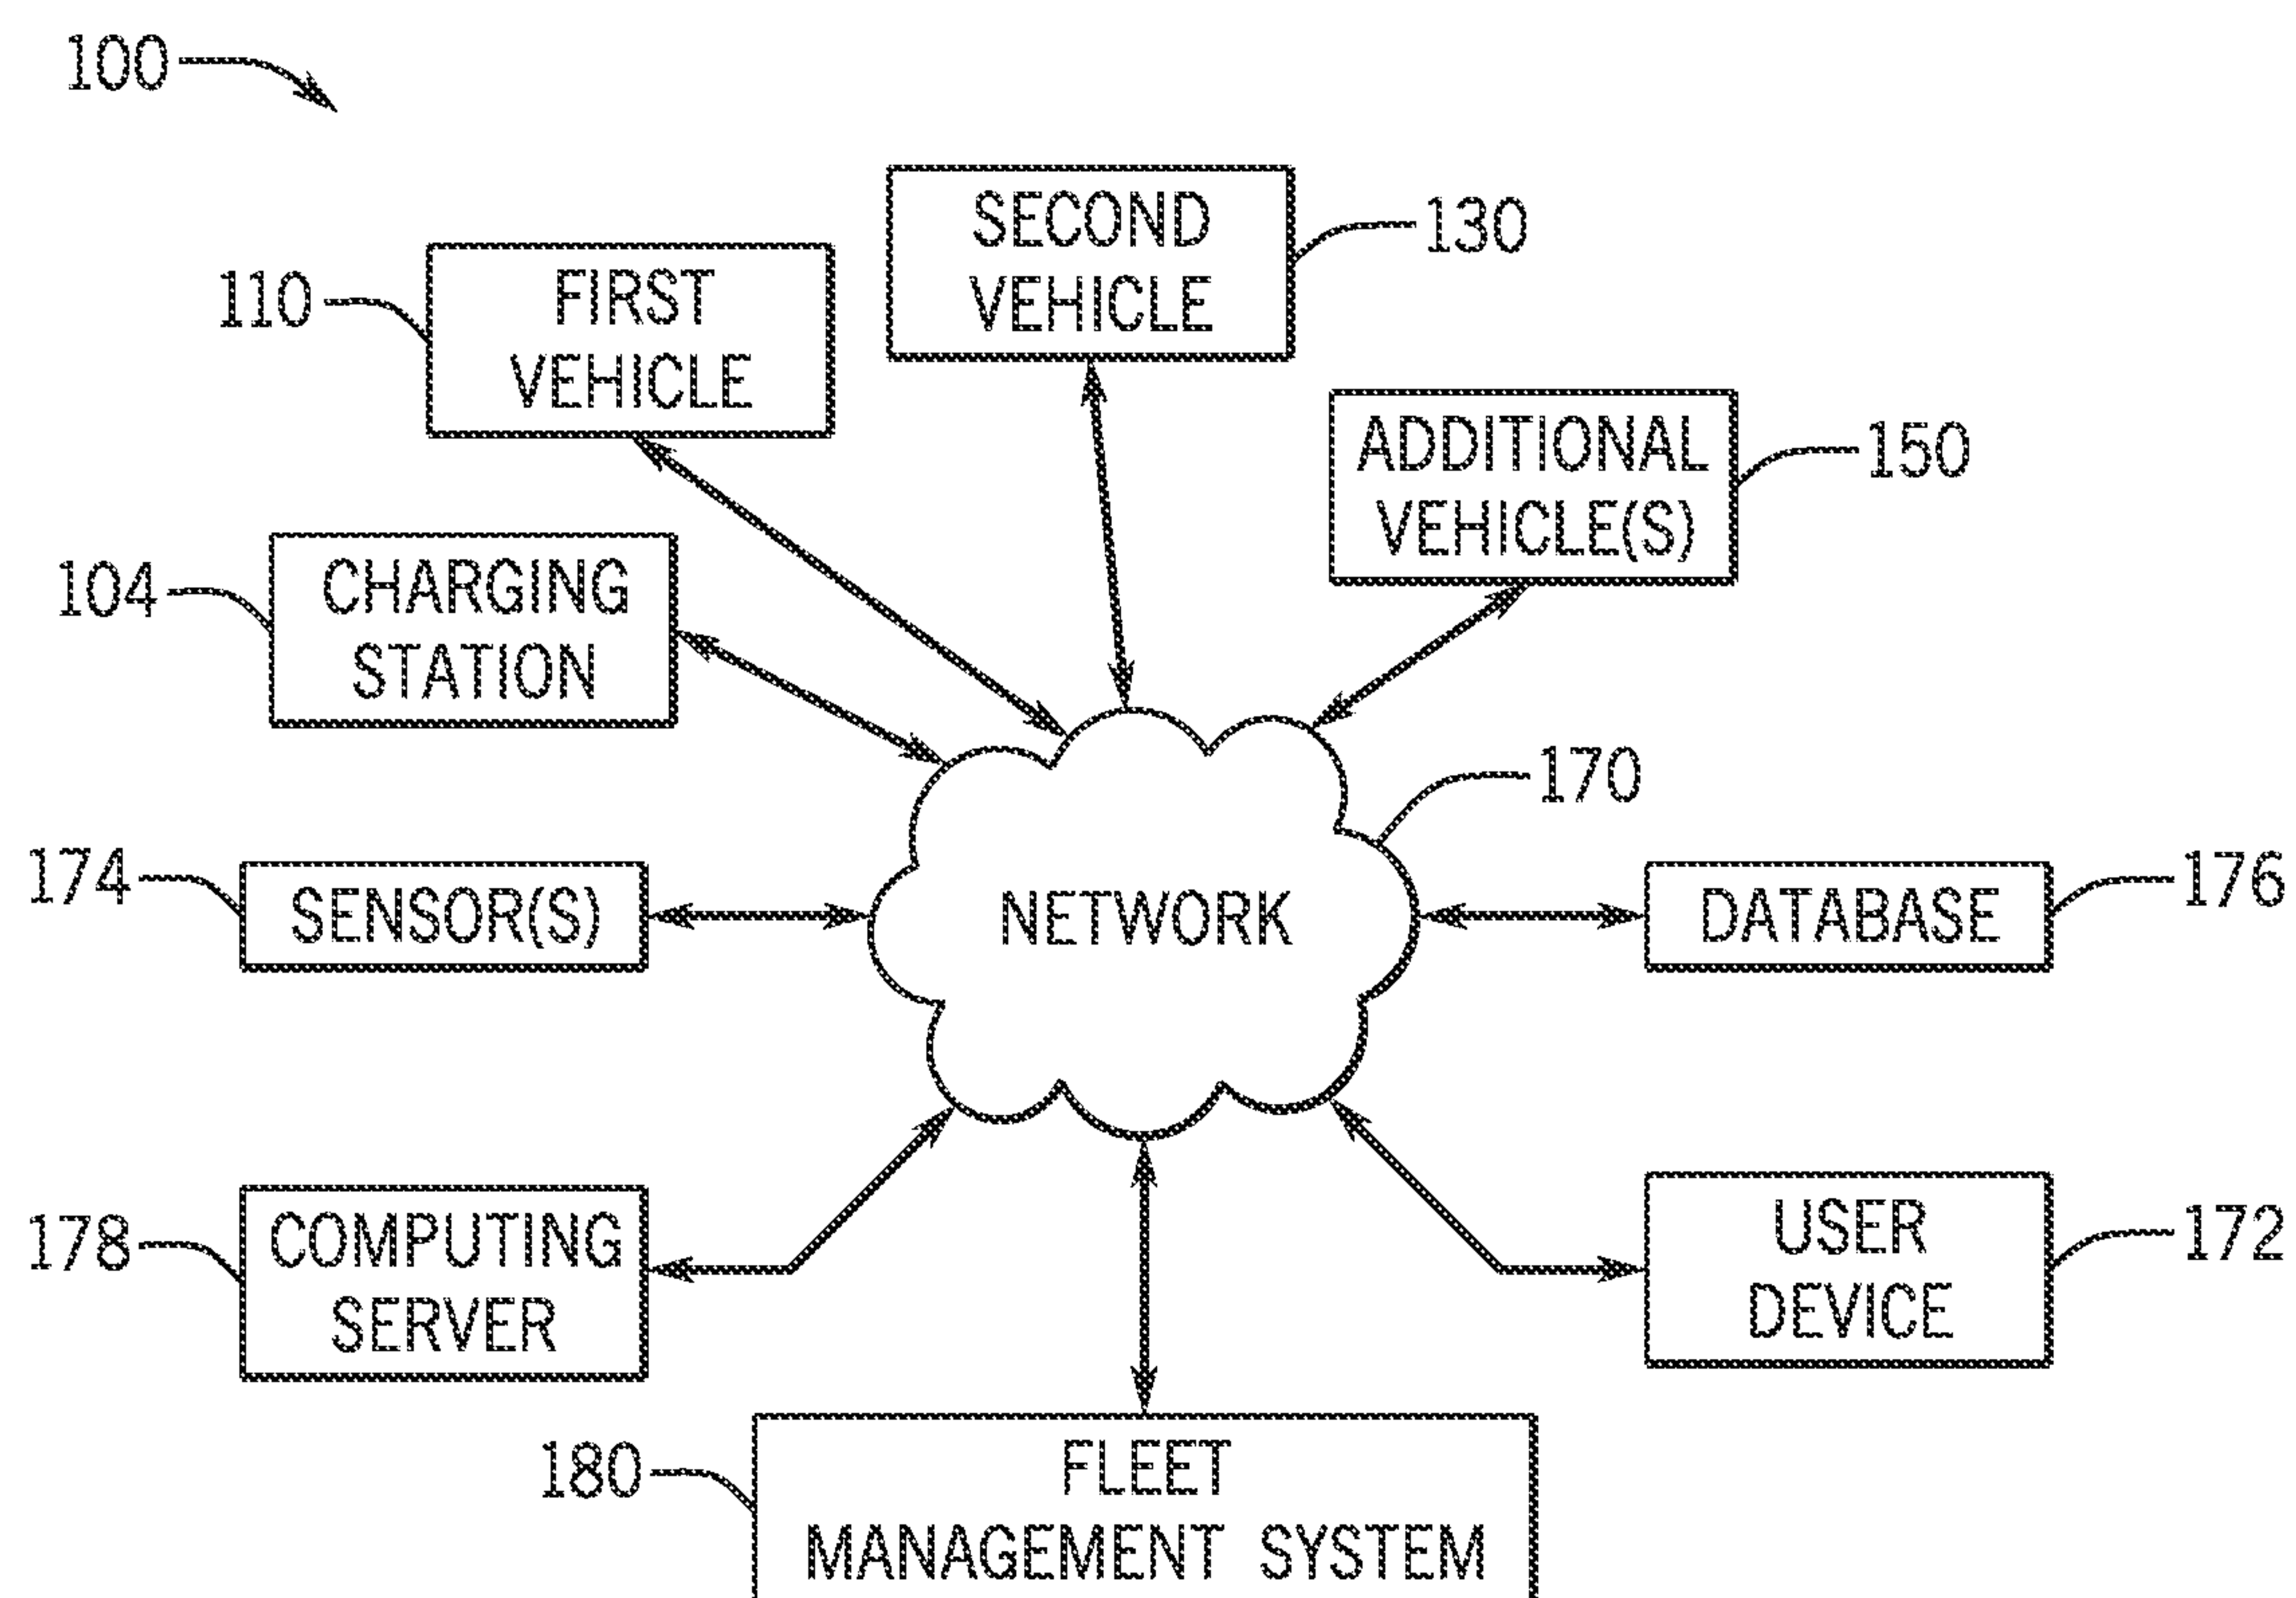 100
SECOND
VEHICLE
130
110
FIRST
VEHICLE
ADDITIONAL
VEHICLE(S)
150
104
CHARGING
STATION
170
174
SENSOR(S)
NETWORK
DATABASE
176
178
COMPUTING
SERVER
USER
DEVICE
172
180
FLEET
MANAGEMENT SYSTEM